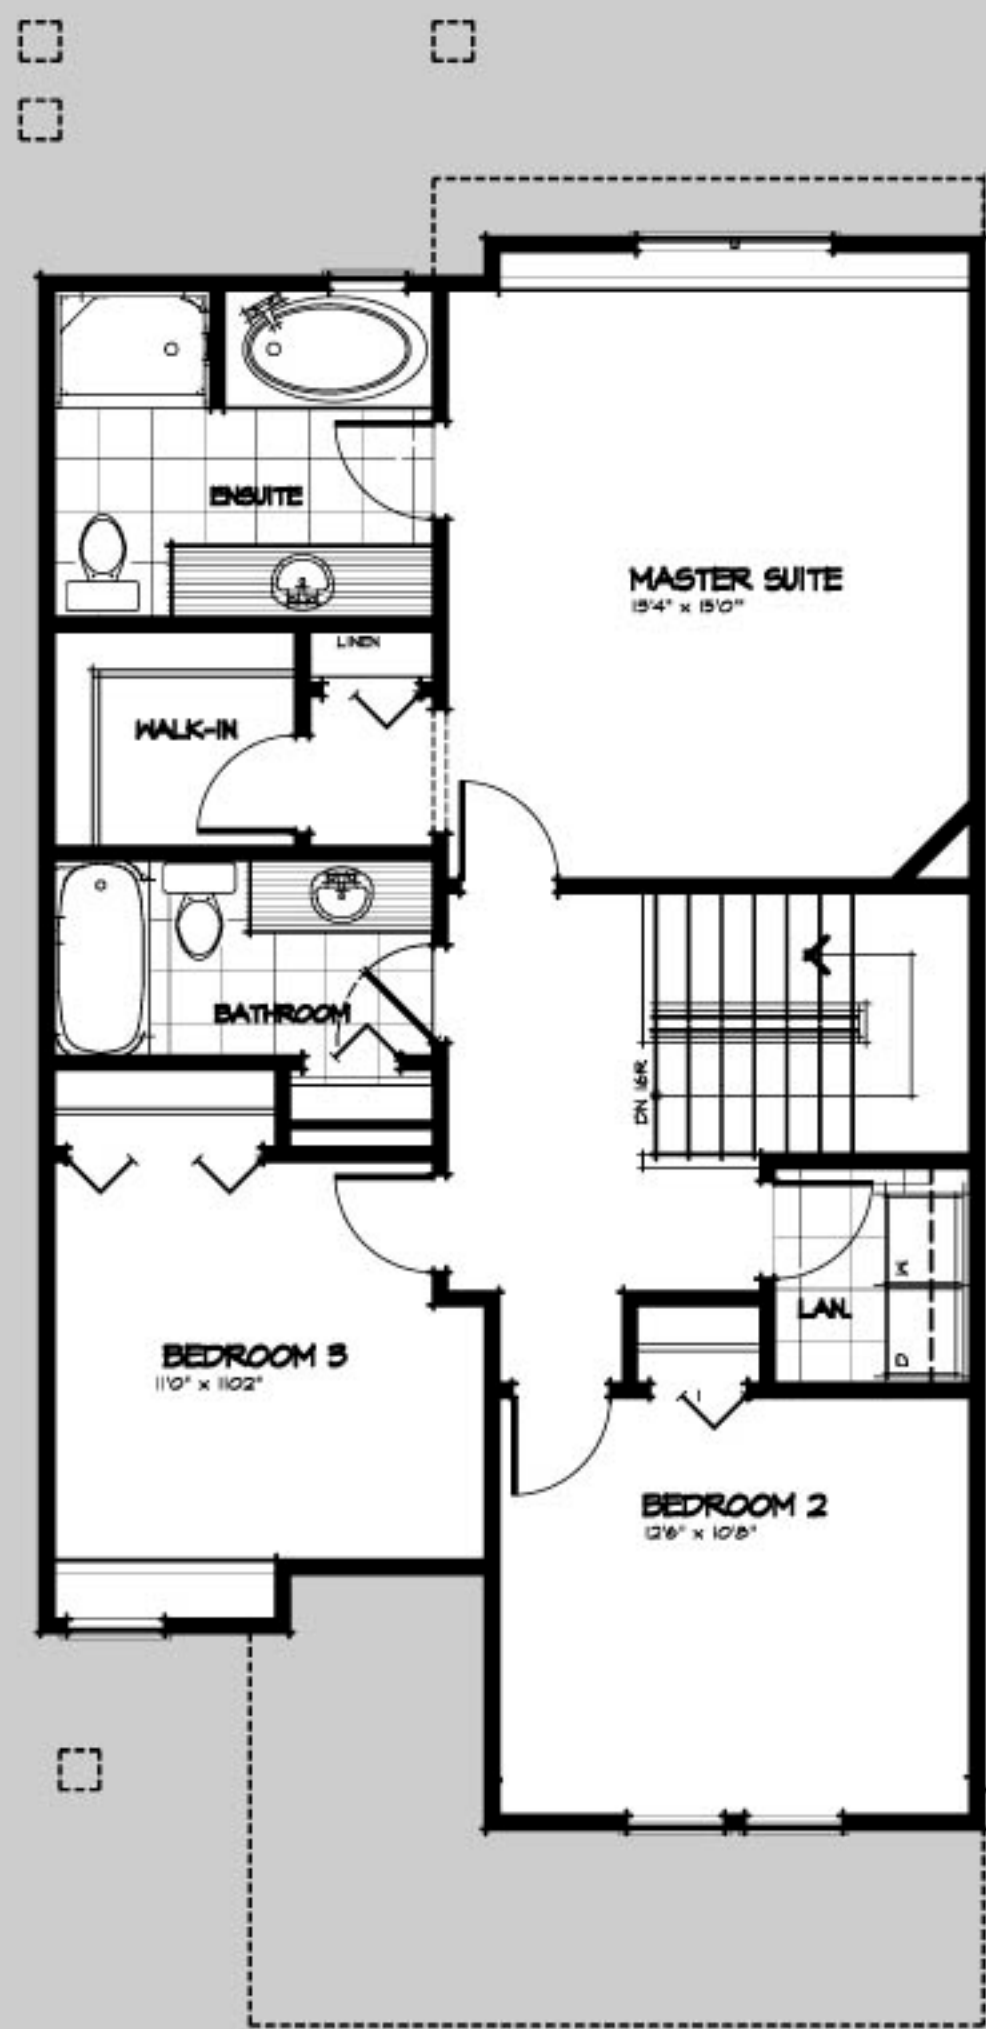 ENSUITE
MASTER SUITE
13'4" x 15'0"
LINEN
WALK-IN
BATHROOM
DN 16R
W
LAN.
D
BEDROOM 3
11'0" x 11'02"
BEDROOM 2
12'6" x 10'8"